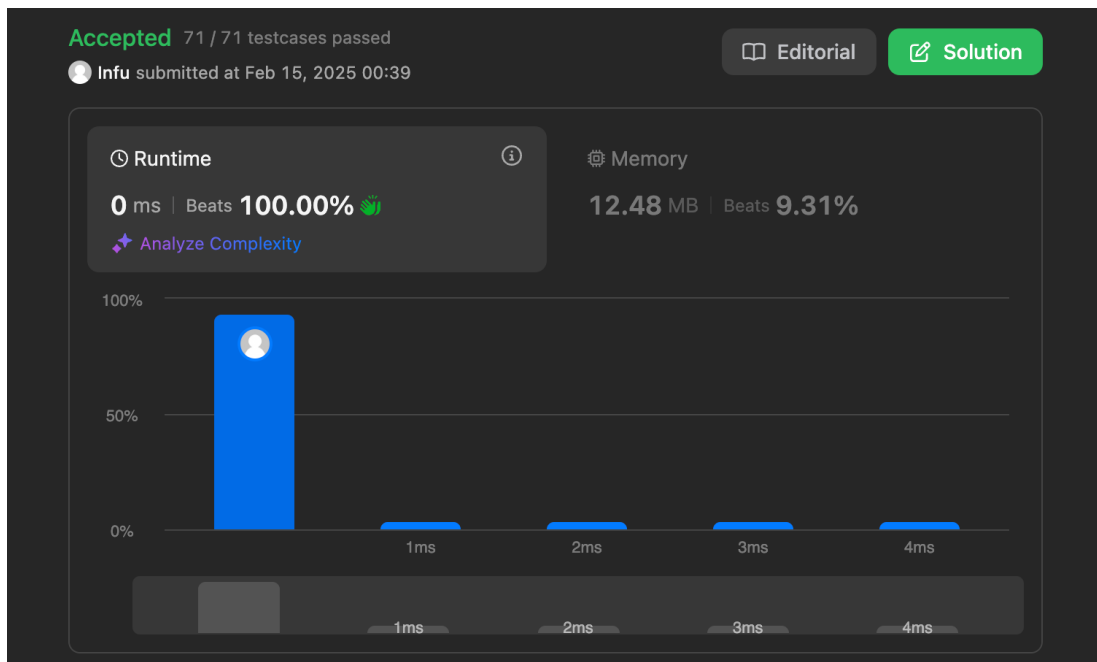 Accepted 71 / 71 testcases passed
Editorial
Solution
Infu submitted at Feb 15, 2025 00:39
Runtime
0 ms | Beats 100.00%
Analyze Complexity
Memory
12.48 MB | Beats 9.31%
100%
50%
0%
1ms 2ms 3ms 4ms
1ms 2ms 3ms 4ms